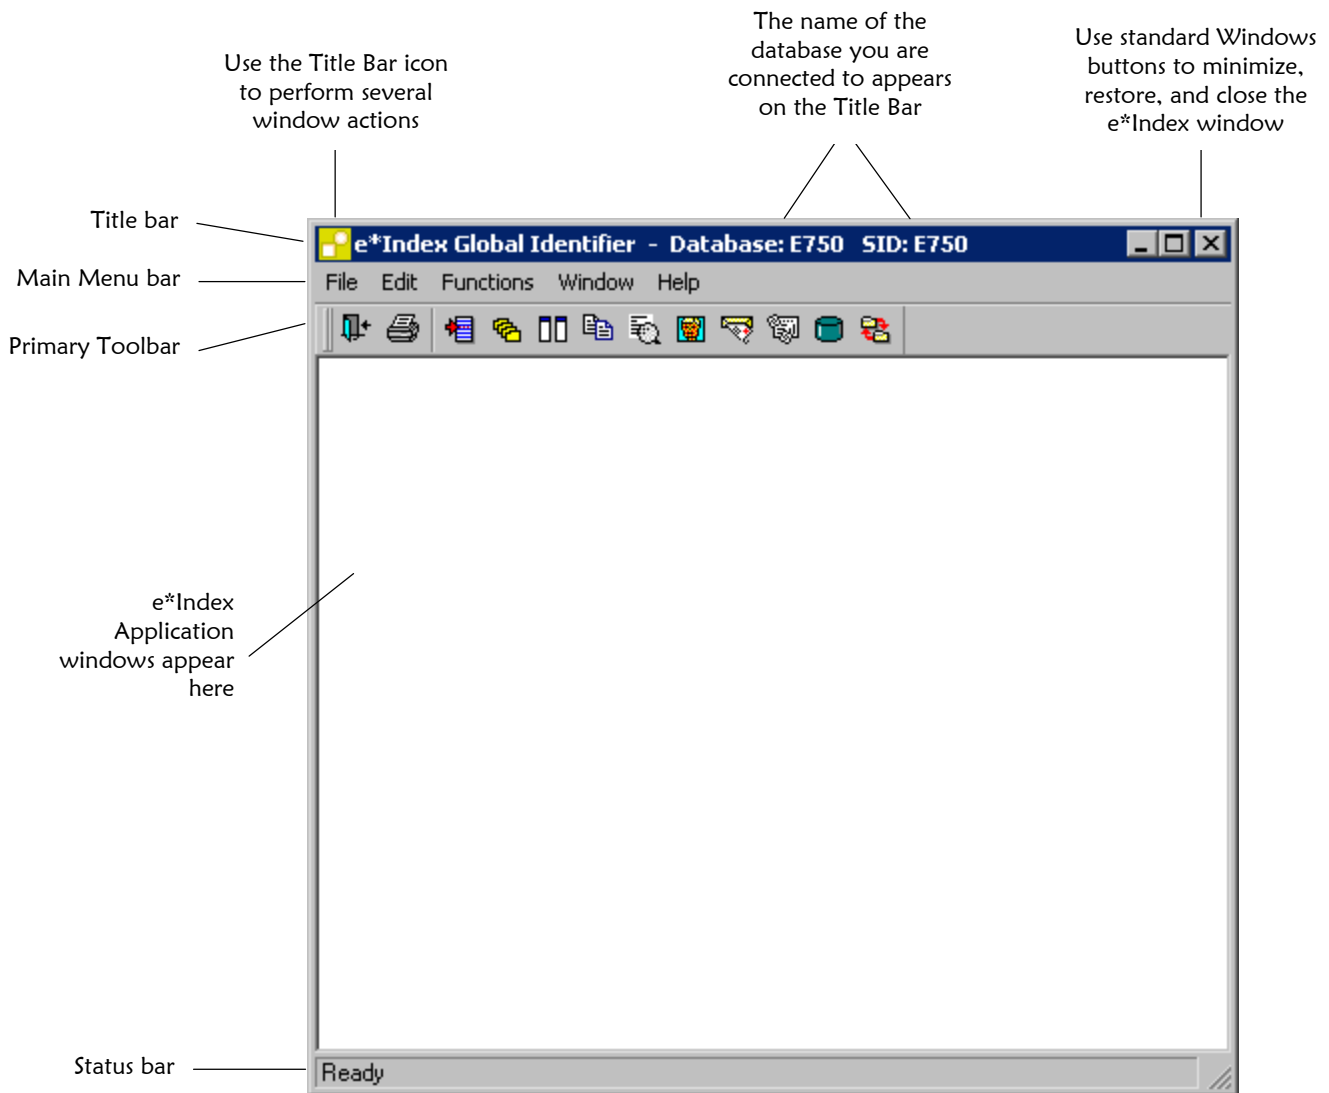 The name of the
database you are
connected to appears
on the Title Bar
Use standard Windows
buttons to minimize,
restore, and close the
e*Index window
Use the Title Bar icon
to perform several
window actions
Title bar
e*Index Global Identifier - Database: E750 SID: E750
Main Menu bar
File Edit Functions Window Help
Primary Toolbar
e*Index
Application
windows appear
here
Status bar
Ready